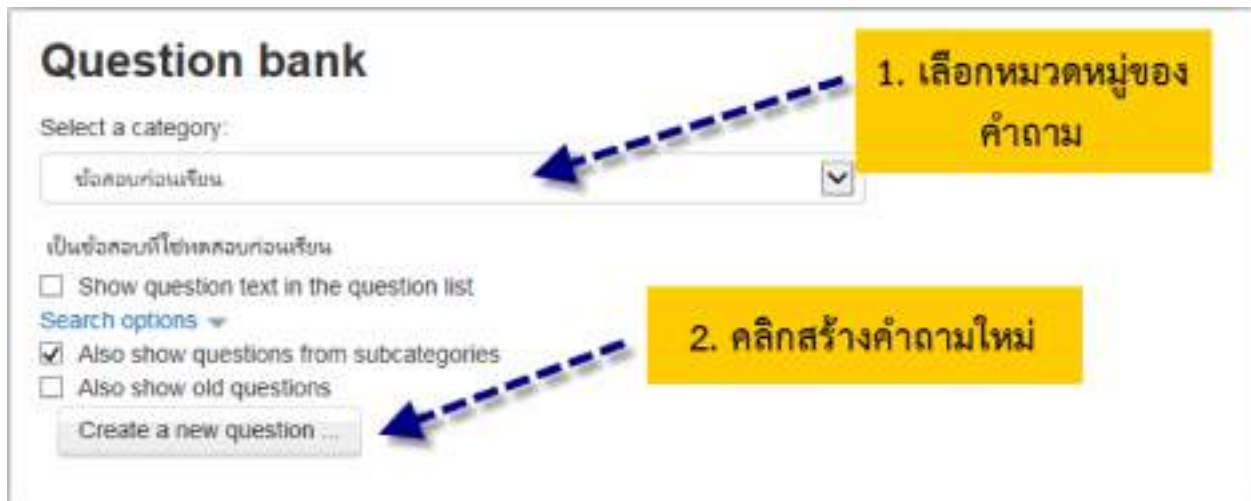 Question bank
1. เลือกหมวดหมู่ของ
คำถาม
Select a category:
ข้อสอบก่อนเรียน
เป็นข้อสอบที่ใช้ทดสอบก่อนเรียน
Show question text in the question list
Search options
Also show questions from subcategories
2. คลิกสร้างคำถามใหม่
Also show old questions
Create a new question ...